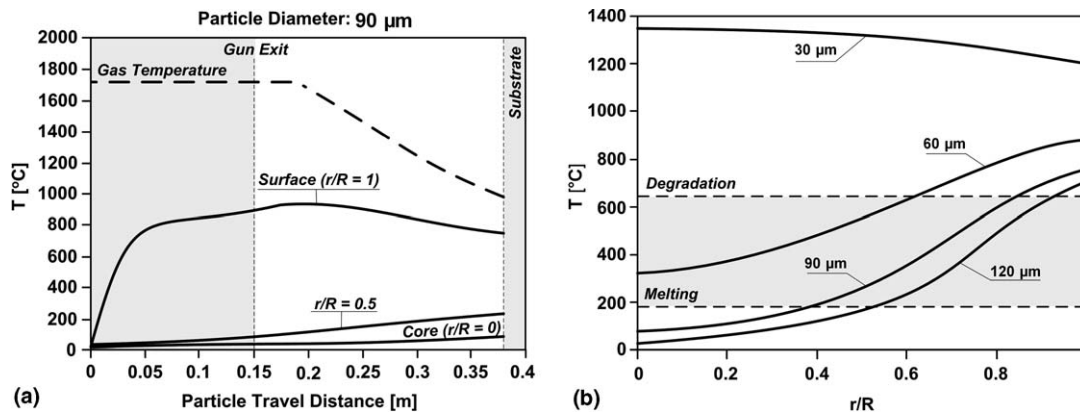 Particle Diameter: 90 µm
2000
1800
1600
1400
1200
1000
800
600
400
200
0
T [°C]
Gun Exit
Gas Temperature
Substrate
Surface (r/R = 1)
r/R = 0.5
Core (r/R = 0)
0 0.05 0.1 0.15 0.2 0.25 0.3 0.35 0.4
Particle Travel Distance [m]
(a)
1400
1200
1000
800
600
400
200
0
T [°C]
30 µm
60 µm
Degradation
90 µm
120 µm
Melting
0 0.2 0.4 0.6 0.8
r/R
(b)